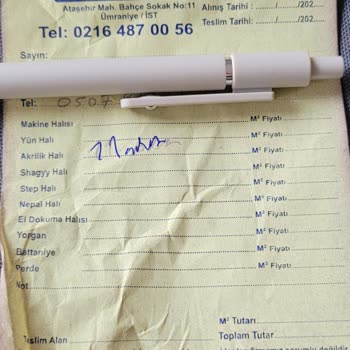 Ataşehir Mah. Bahçe Sokak No:11 Alınış Tarihi : ....../....../202....
Ümraniye / İST Teslim Tarihi : ....../....../202....
Tel: 0216 487 00 56
Sayın:
Tel: 0507
Makine Halısı M² Fiyatı
Yün Halı M² Fiyatı
Akrilik Halı M² Fiyatı
Shagyy Halı M² Fiyatı
Step Halı M² Fiyatı
Nepal Halı M² Fiyatı
El Dokuma Halısı M² Fiyatı
Yorgan M² Fiyatı
Battaniye M² Fiyatı
Perde M² Fiyatı
Not
M² Tutarı
Teslim Alan Toplam Tutar